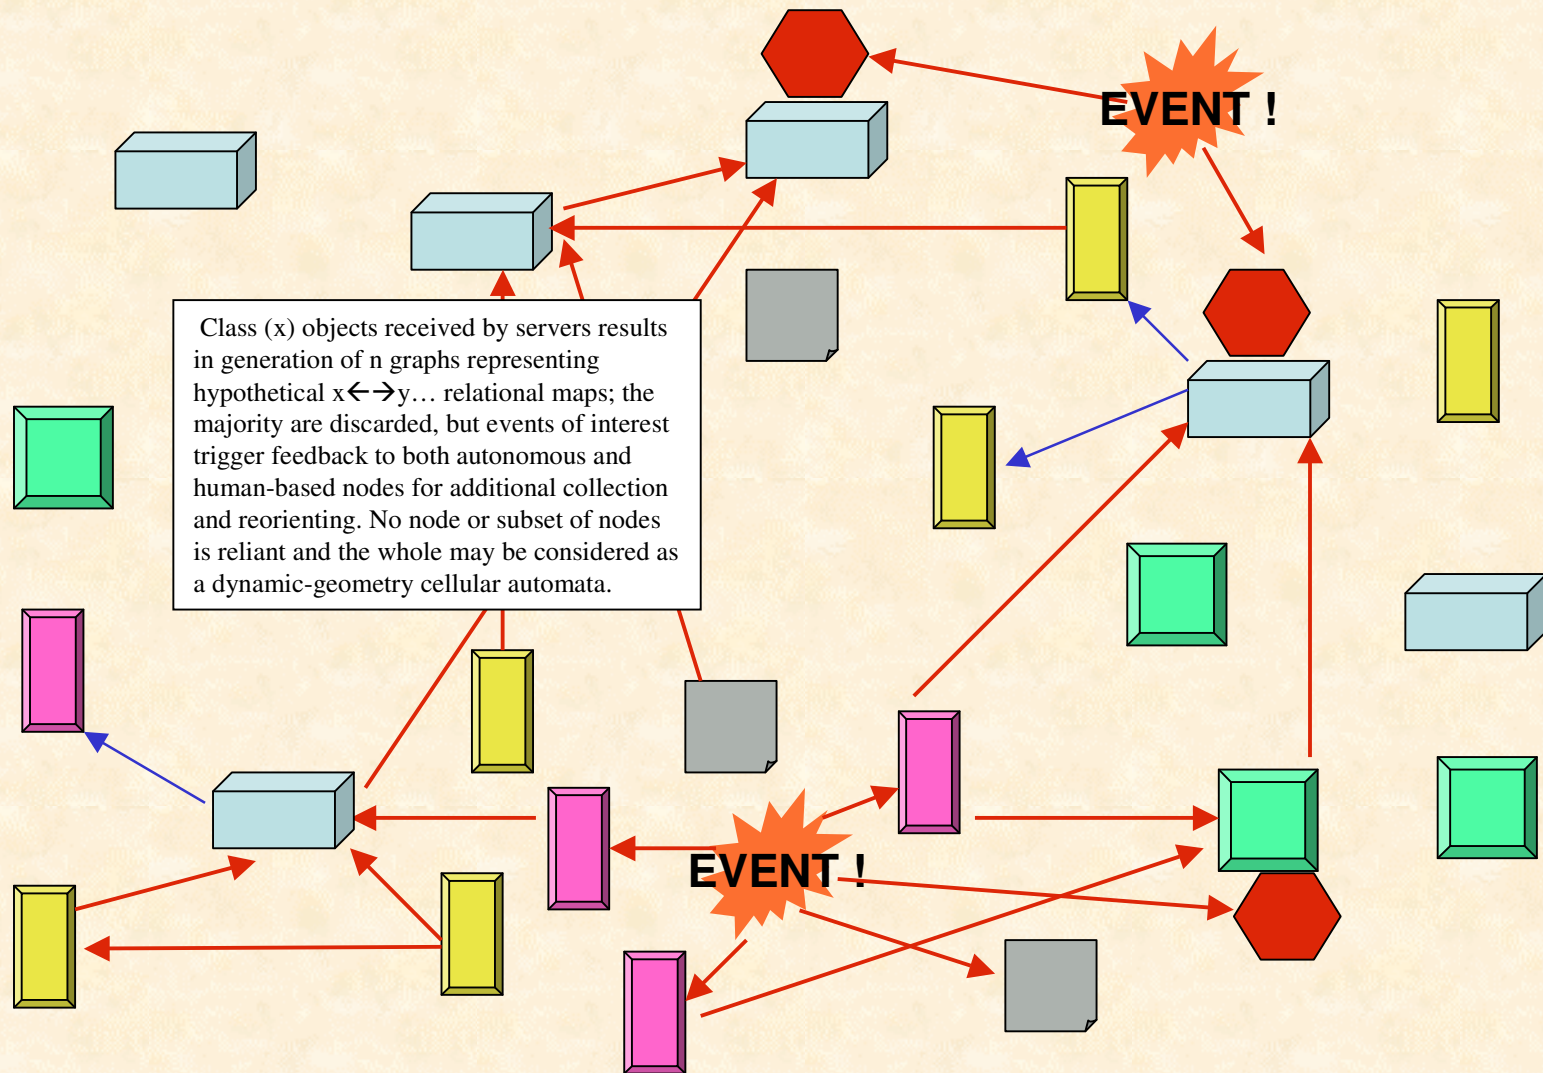 EVENT !
Class (x) objects received by servers results
in generation of n graphs representing
hypothetical x←→y… relational maps; the
majority are discarded, but events of interest
trigger feedback to both autonomous and
human-based nodes for additional collection
and reorienting. No node or subset of nodes
is reliant and the whole may be considered as
a dynamic-geometry cellular automata.
EVENT !